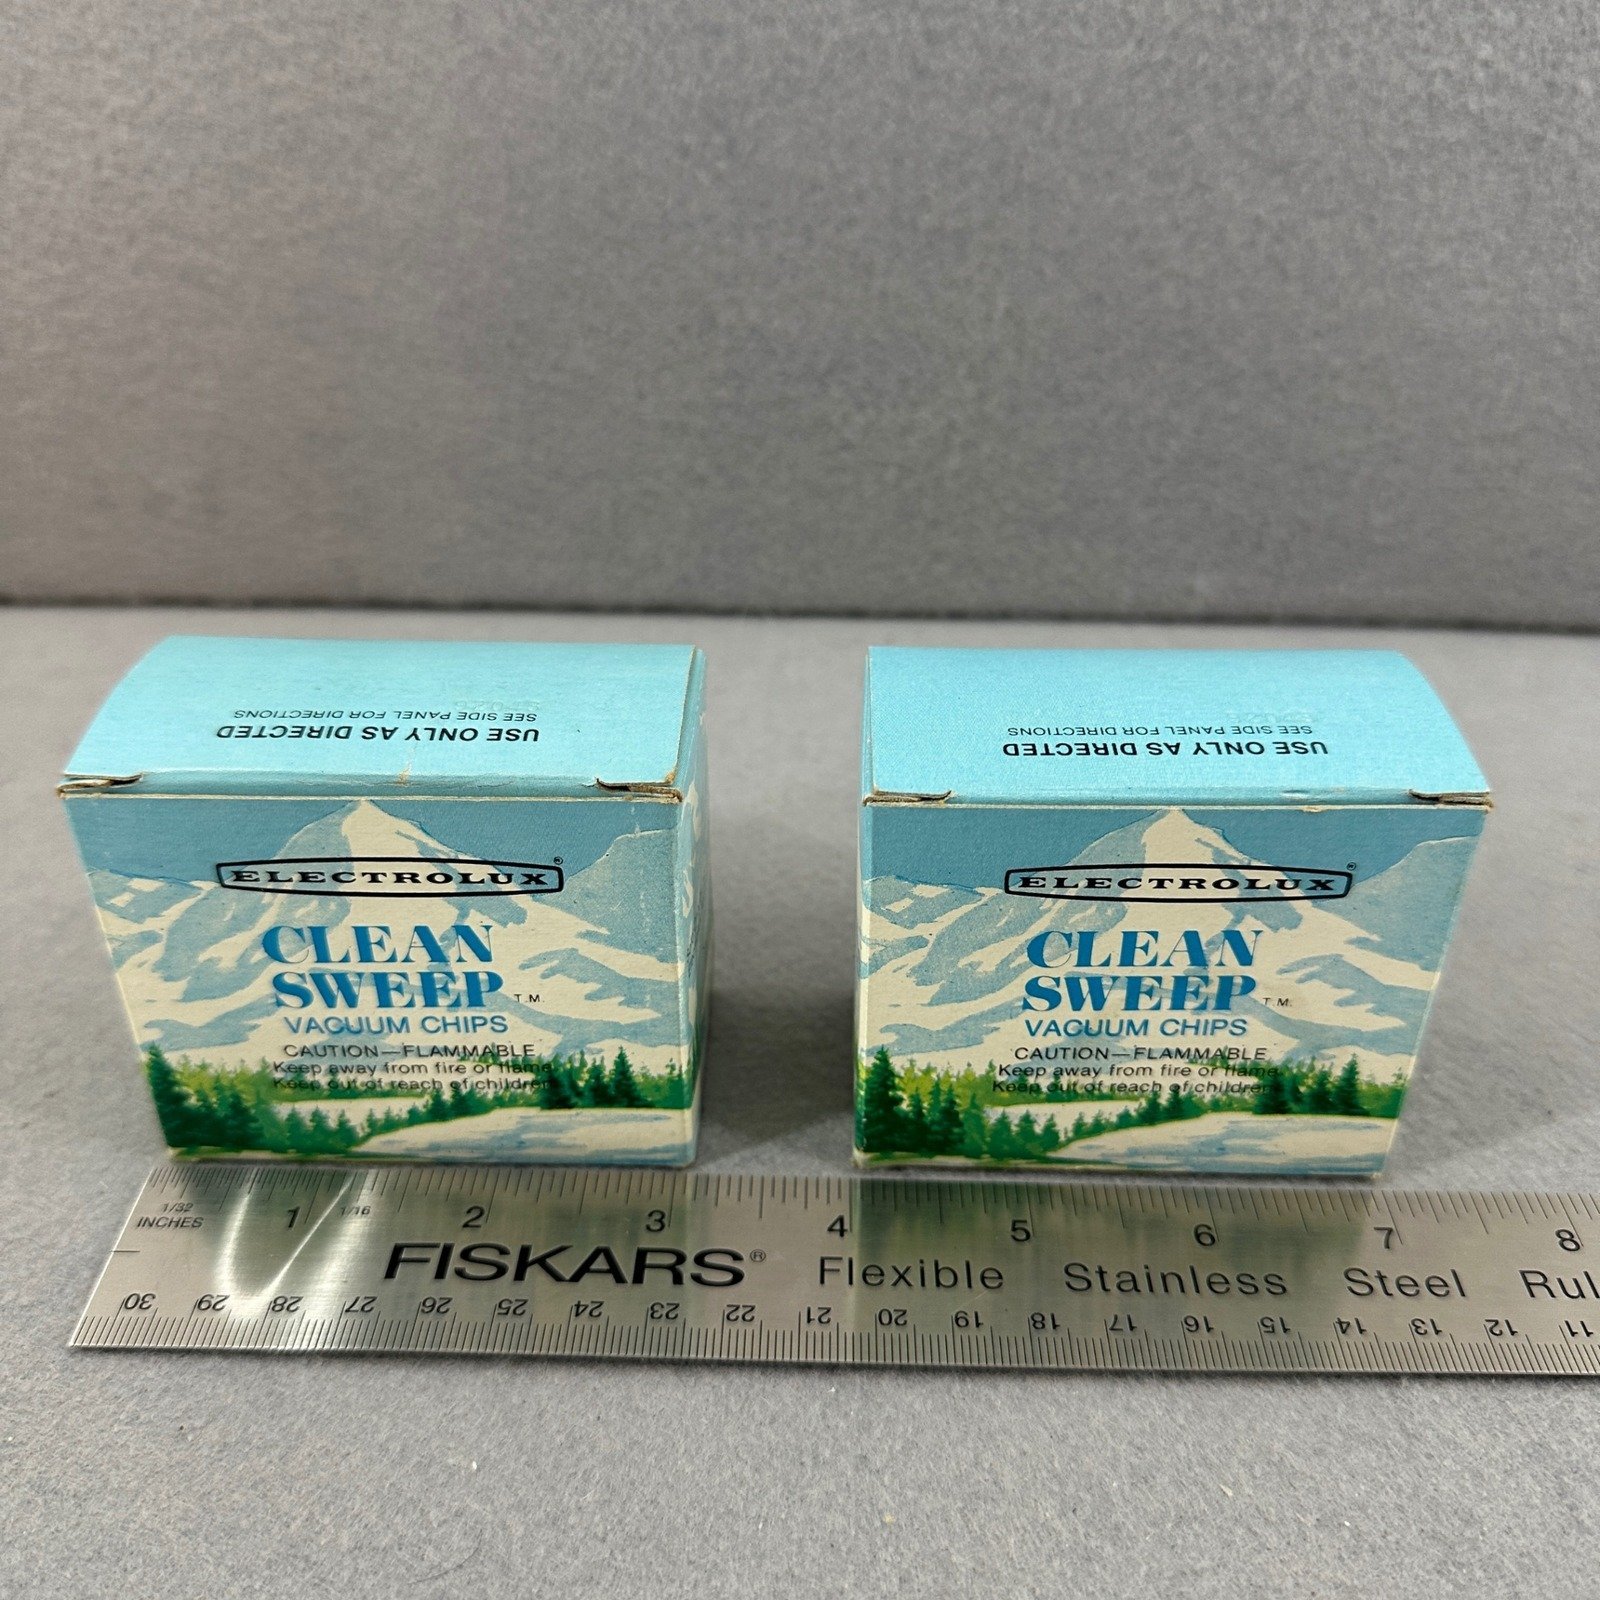 USE ONLY AS DIRECTED
SEE SIDE PANEL FOR DIRECTIONS
ELECTROLUX®
CLEAN
SWEEP T.M.
VACUUM CHIPS
CAUTION—FLAMMABLE
Keep away from fire or flame
Keep out of reach of children
USE ONLY AS DIRECTED
SEE SIDE PANEL FOR DIRECTIONS
ELECTROLUX®
CLEAN
SWEEP T.M.
VACUUM CHIPS
CAUTION—FLAMMABLE
Keep away from fire or flame
Keep out of reach of children
1/32 1 1/16 2 3 4 5 6 7 8
INCHES
FISKARS® Flexible Stainless Steel Rul
30 29 28 27 26 25 24 23 22 21 20 19 18 17 16 15 14 13 12 11